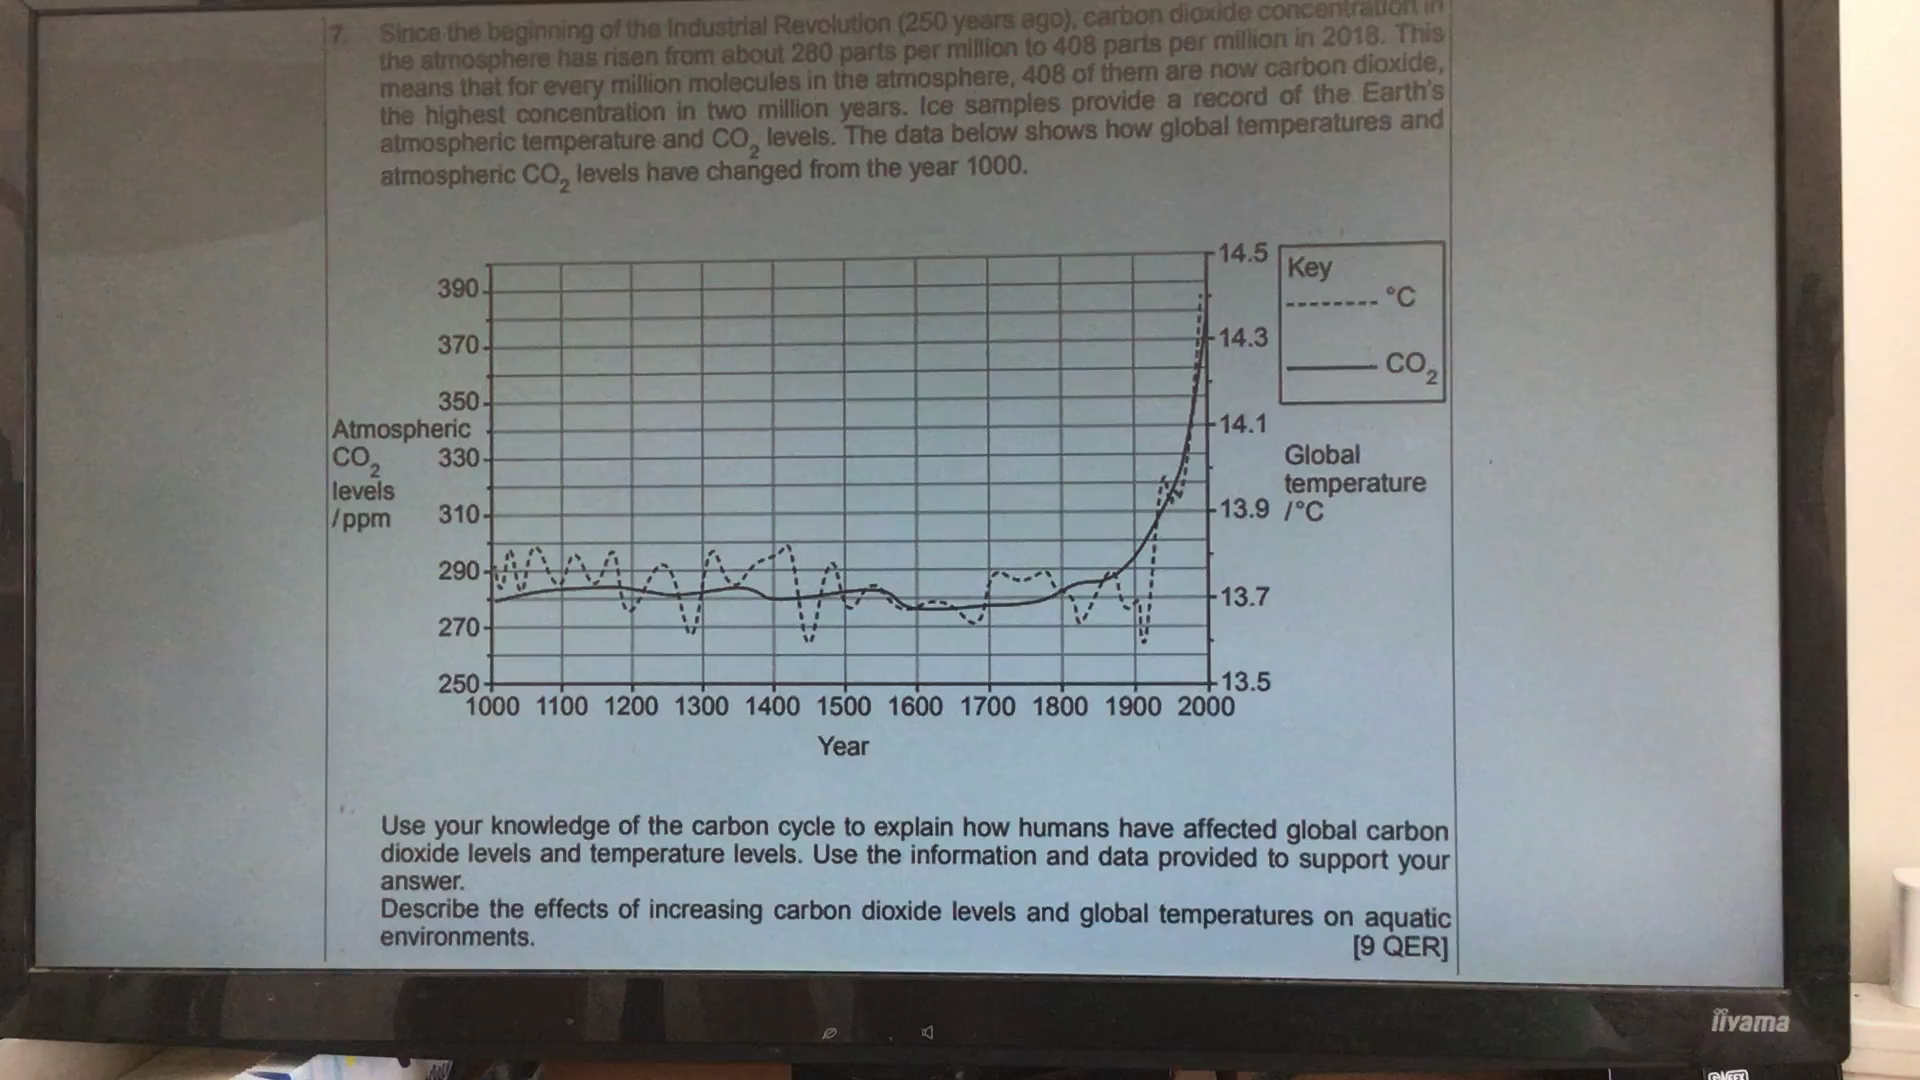 7. Since the beginning of the Industrial Revolution (250 years ago), carbon dioxide concentration in
the atmosphere has risen from about 280 parts per million to 408 parts per million in 2018. This
means that for every million molecules in the atmosphere, 408 of them are now carbon dioxide,
the highest concentration in two million years. Ice samples provide a record of the Earth's
atmospheric temperature and CO₂ levels. The data below shows how global temperatures and
atmospheric CO₂ levels have changed from the year 1000.
14.5
Key
390
°C
370
14.3
CO₂
350
Atmospheric
14.1
CO₂
330
Global
levels
temperature
/ppm
310
13.9
/°C
290
13.7
270
250
13.5
1000 1100 1200 1300 1400 1500 1600 1700 1800 1900 2000
Year
Use your knowledge of the carbon cycle to explain how humans have affected global carbon
dioxide levels and temperature levels. Use the information and data provided to support your
answer.
Describe the effects of increasing carbon dioxide levels and global temperatures on aquatic
environments.
[9 QER]
iiyama